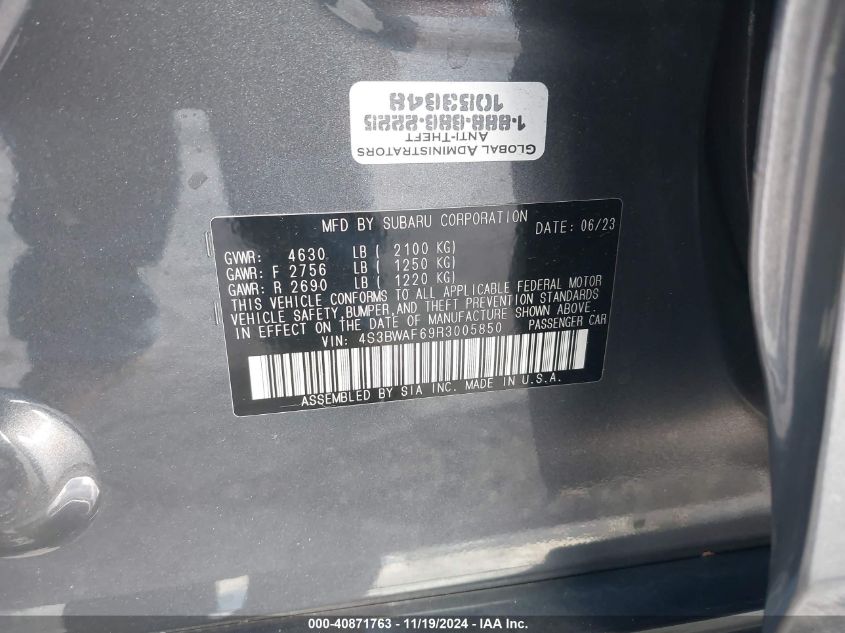 GLOBAL ADMINISTRATORS
ANTI-THEFT
1-888-686-2225
MFD BY SUBARU CORPORATION DATE: 06/23
GVWR: 4630 LB ( 2100 KG)
GAWR: F 2756 LB ( 1250 KG)
GAWR: R 2690 LB ( 1220 KG)
THIS VEHICLE CONFORMS TO ALL APPLICABLE FEDERAL MOTOR
VEHICLE SAFETY,BUMPER,AND THEFT PREVENTION STANDARDS
IN EFFECT ON THE DATE OF MANUFACTURE SHOWN ABOVE.
VIN: 4S3BWAF69R3005850 PASSENGER CAR
ASSEMBLED BY SIA INC. MADE IN U.S.A.
000-40871763 - 11/19/2024 - IAA Inc.